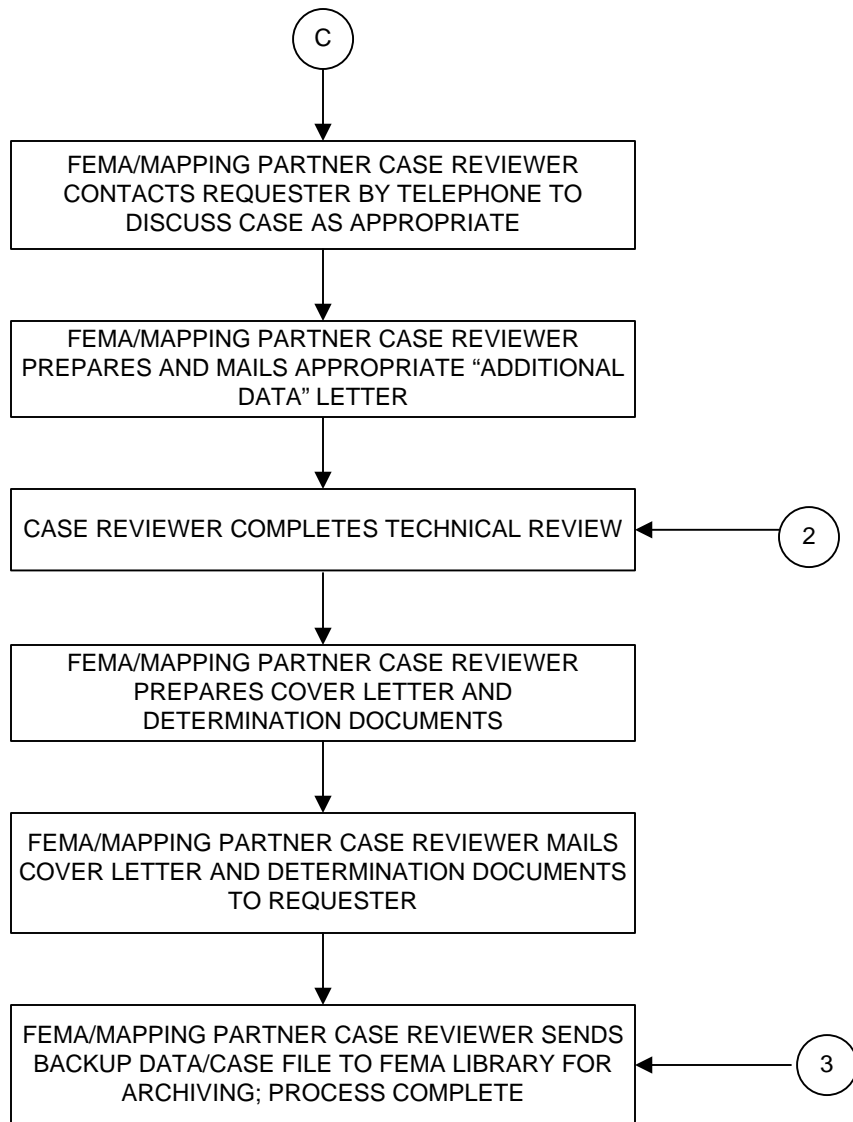 C
FEMA/MAPPING PARTNER CASE REVIEWER
CONTACTS REQUESTER BY TELEPHONE TO
DISCUSS CASE AS APPROPRIATE
FEMA/MAPPING PARTNER CASE REVIEWER
PREPARES AND MAILS APPROPRIATE “ADDITIONAL
DATA” LETTER
CASE REVIEWER COMPLETES TECHNICAL REVIEW
2
FEMA/MAPPING PARTNER CASE REVIEWER
PREPARES COVER LETTER AND
DETERMINATION DOCUMENTS
FEMA/MAPPING PARTNER CASE REVIEWER MAILS
COVER LETTER AND DETERMINATION DOCUMENTS
TO REQUESTER
FEMA/MAPPING PARTNER CASE REVIEWER SENDS
BACKUP DATA/CASE FILE TO FEMA LIBRARY FOR
ARCHIVING; PROCESS COMPLETE
3